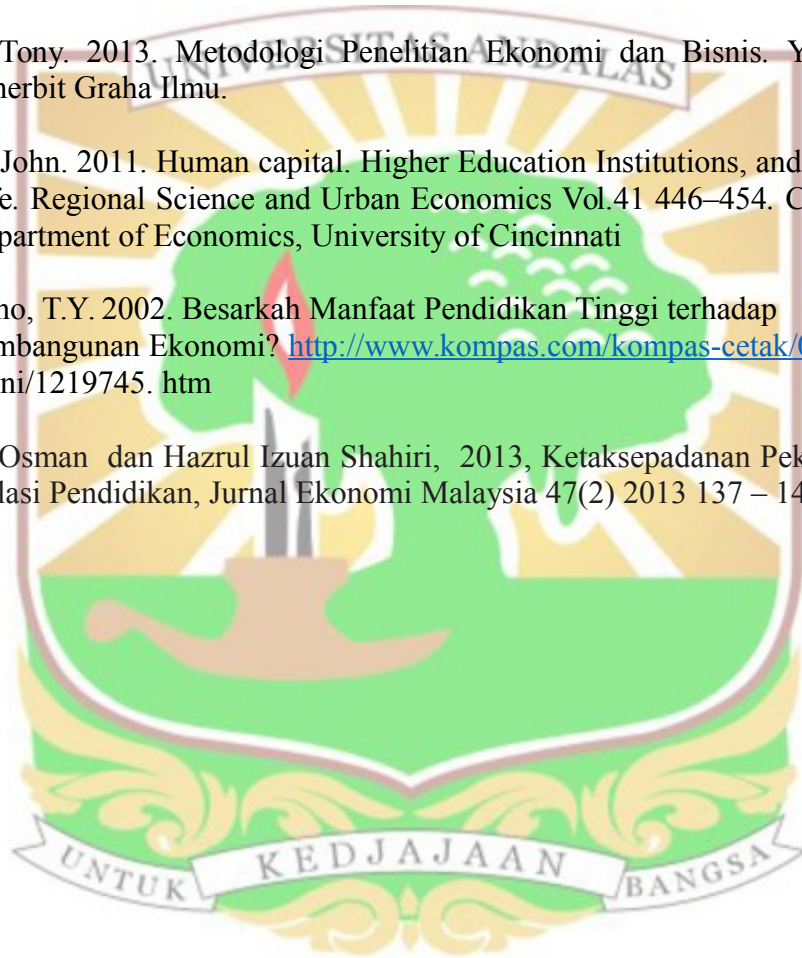 Tony. 2013. Metodologi Penelitian Ekonomi dan Bisnis. Y
nerbit Graha Ilmu.
John. 2011. Human capital. Higher Education Institutions, and
fe. Regional Science and Urban Economics Vol.41 446–454. C
partment of Economics, University of Cincinnati
no, T.Y. 2002. Besarkah Manfaat Pendidikan Tinggi terhadap
mbangunan Ekonomi? http://www.kompas.com/kompas-cetak/
ni/1219745. htm
Osman dan Hazrul Izuan Shahiri, 2013, Ketaksepadanan Pek
lasi Pendidikan, Jurnal Ekonomi Malaysia 47(2) 2013 137 – 14
UNIVERSITAS ANDALAS
UNTUK KEDJAJAAN BANGSA